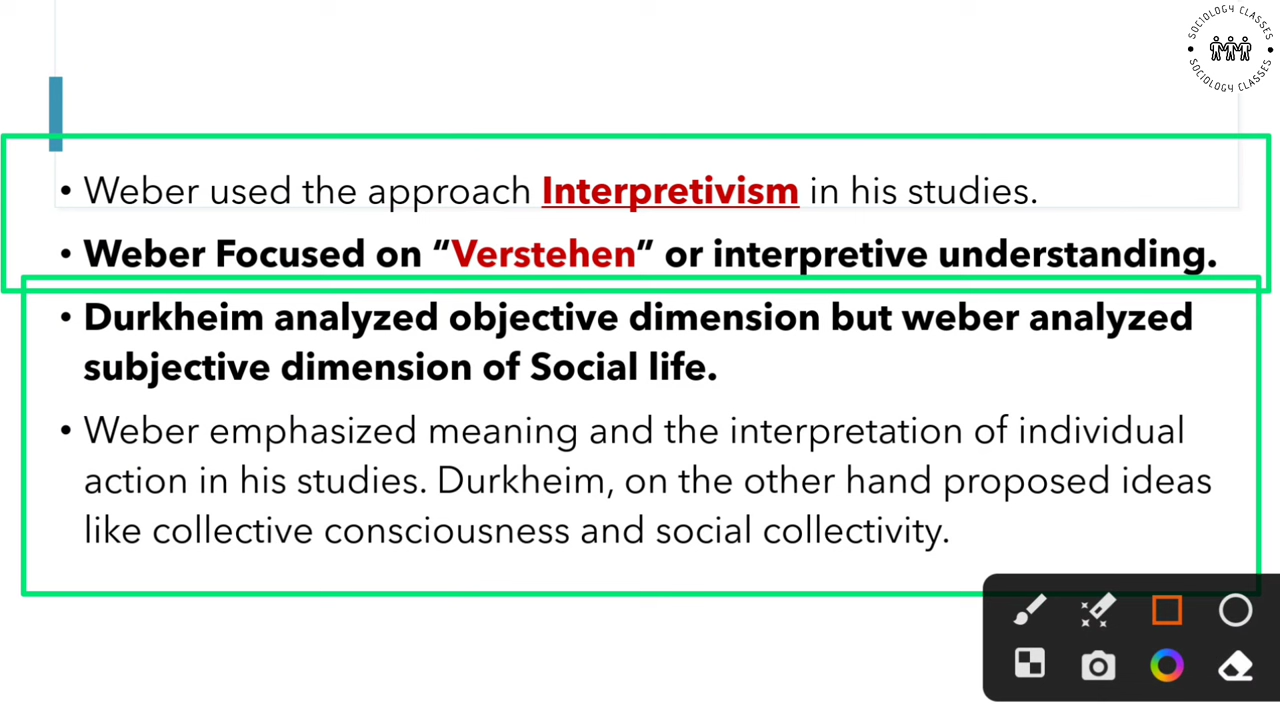 SOCIOLOGY CLASSES
SOCIOLOGY CLASSES
• Weber used the approach Interpretivism in his studies.
• Weber Focused on “Verstehen” or interpretive understanding.
• Durkheim analyzed objective dimension but weber analyzed
subjective dimension of Social life.
• Weber emphasized meaning and the interpretation of individual
action in his studies. Durkheim, on the other hand proposed ideas
like collective consciousness and social collectivity.